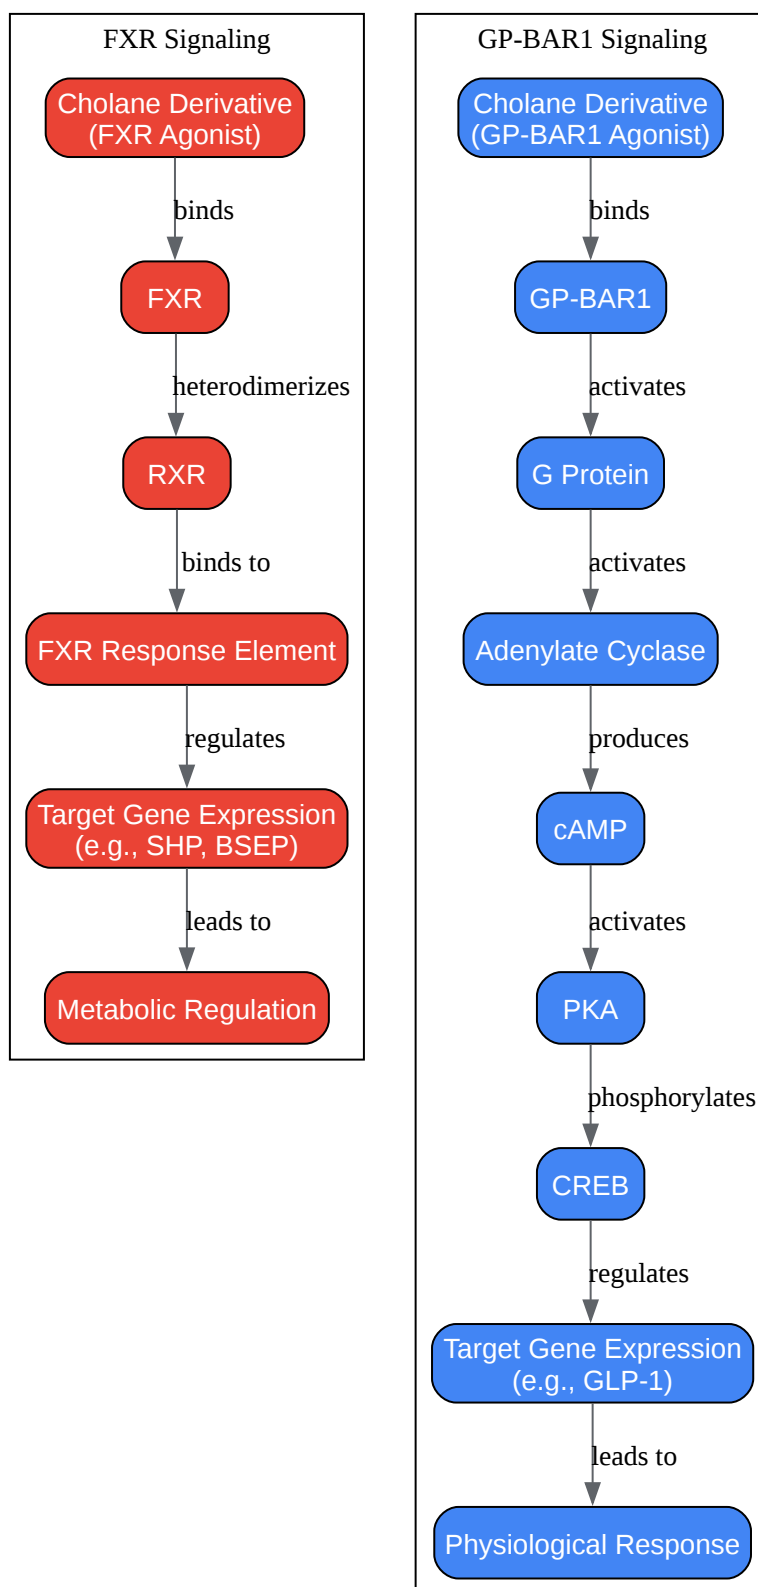 FXR Signaling
Cholane Derivative
(FXR Agonist)
binds
FXR
heterodimerizes
RXR
binds to
FXR Response Element
regulates
Target Gene Expression
(e.g., SHP, BSEP)
leads to
Metabolic Regulation
GP-BAR1 Signaling
Cholane Derivative
(GP-BAR1 Agonist)
binds
GP-BAR1
activates
G Protein
activates
Adenylate Cyclase
produces
cAMP
activates
PKA
phosphorylates
CREB
regulates
Target Gene Expression
(e.g., GLP-1)
leads to
Physiological Response